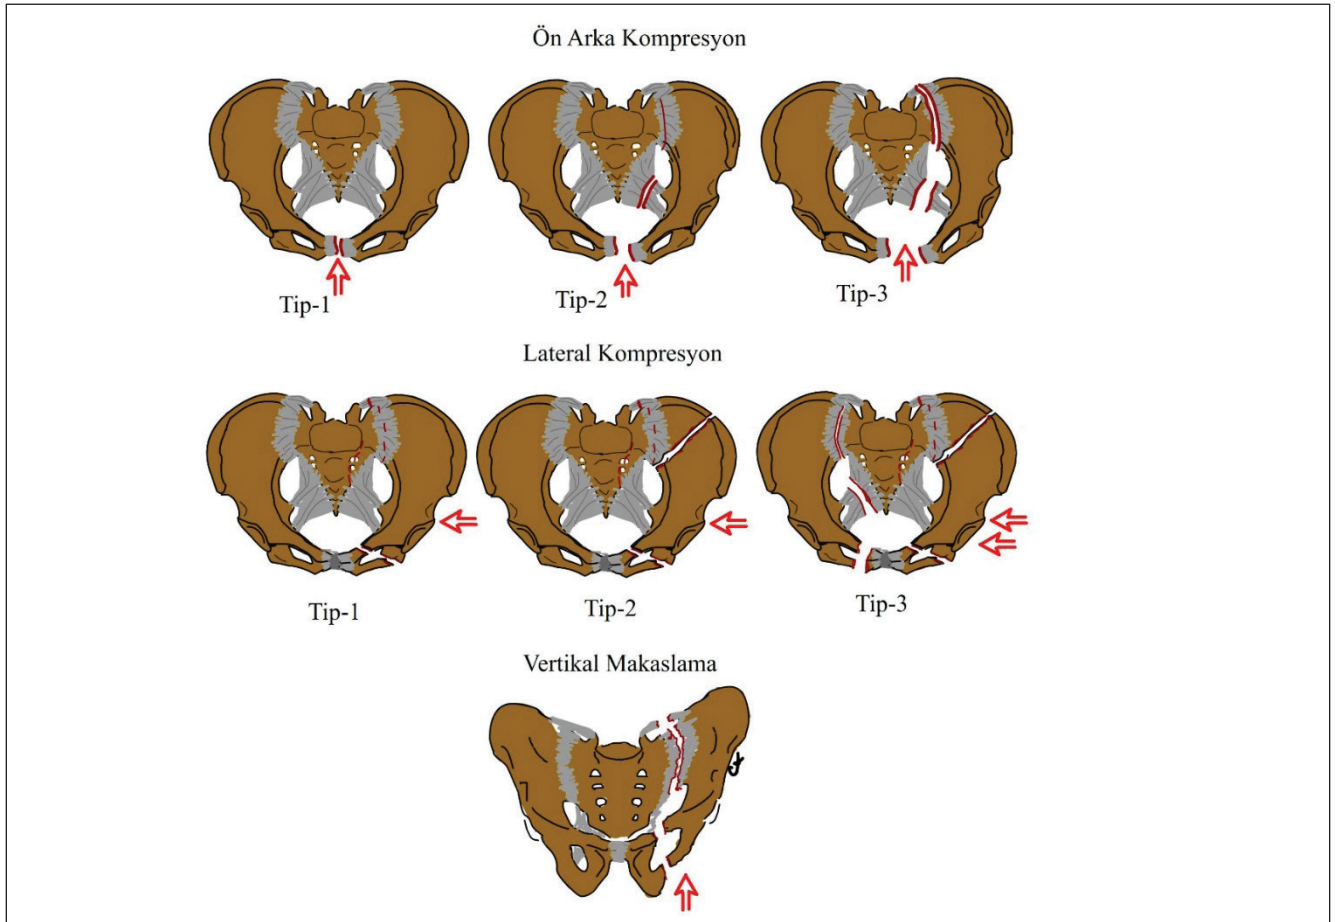 Ön Arka Kompresyon
Tip-1
Tip-2
Tip-3
Lateral Kompresyon
Tip-1
Tip-2
Tip-3
Vertikal Makaslama